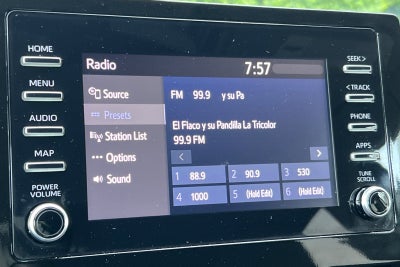 HOME
MENU
AUDIO
MAP
POWER
VOLUME
Radio
7:57
Source
Presets
Station List
Options
Sound
FM 99.9 y su Pa
El Flaco y su Pandilla La Tricolor
99.9 FM
< >
1 88.9
2 90.9
3 530
4 1000
5 (Hold Edit)
6 (Hold Edit)
SEEK >
< TRACK
PHONE
APPS
TUNE
SCROLL